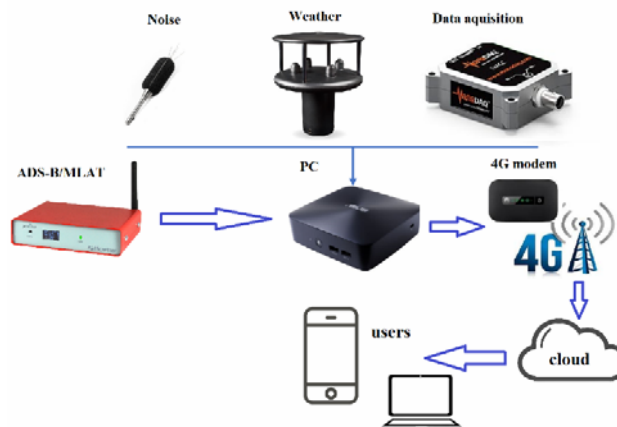 Noise
Weather
Data aquisition
ADS-B/MLAT
PC
4G modem
4G
users
cloud